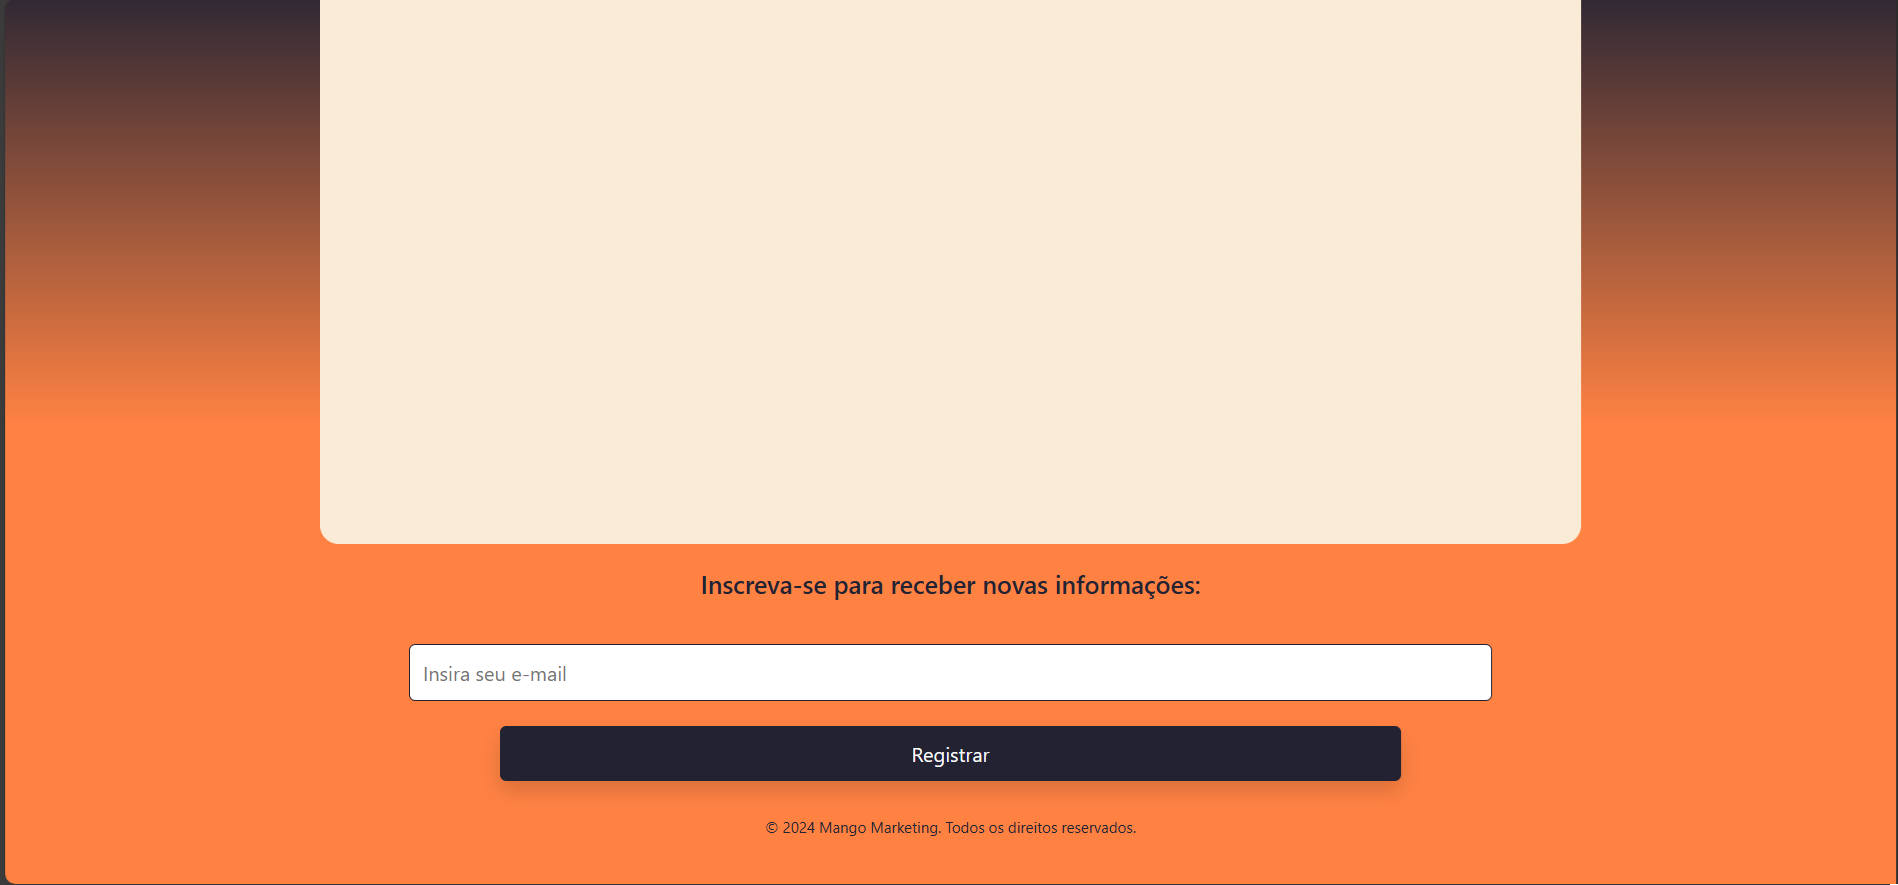 Inscreva-se para receber novas informações:
Insira seu e-mail
Registrar
© 2024 Mango Marketing. Todos os direitos reservados.